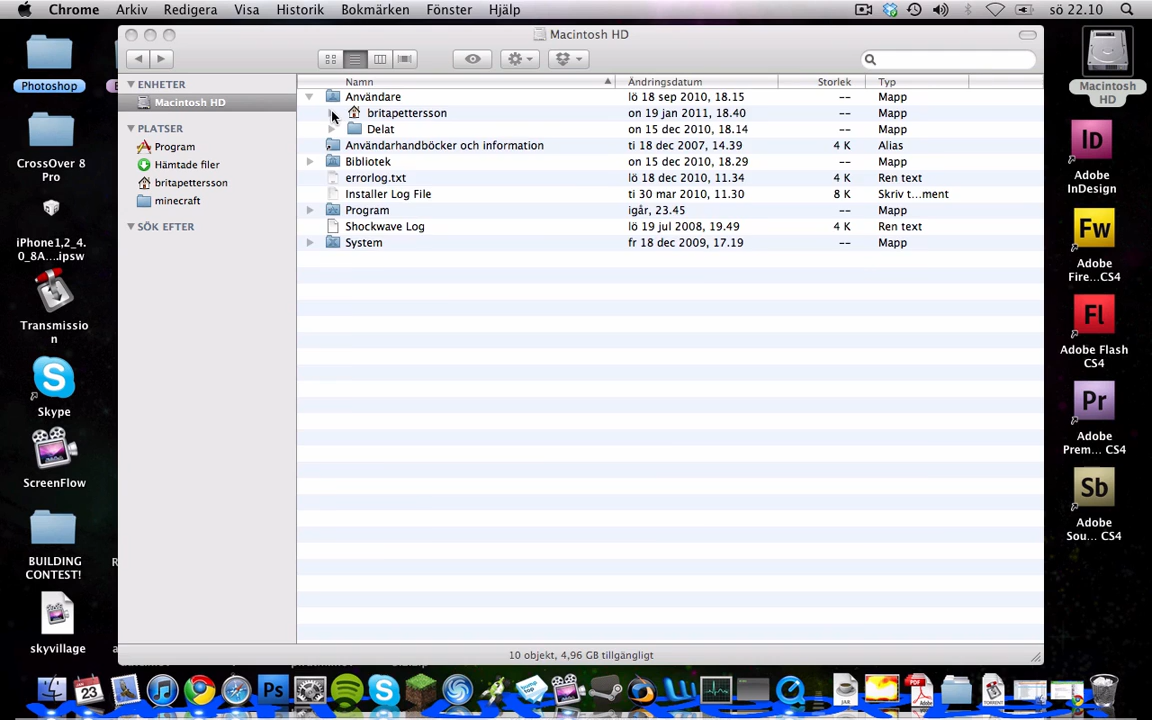 Chrome Arkiv Redigera Visa Historik Bokmärken Fönster Hjälp sö 22.10
Macintosh HD
Namn Ändringsdatum Storlek Typ
ENHETER
Macintosh HD
PLATSER
Program
Hämtade filer
britapettersson
minecraft
SÖK EFTER
Användare lö 18 sep 2010, 18.15 -- Mapp
britapettersson on 19 jan 2011, 18.40 -- Mapp
Delat on 15 dec 2010, 18.14 -- Mapp
Användarhandböcker och information ti 18 dec 2007, 14.39 4 K Alias
Bibliotek on 15 dec 2010, 18.29 -- Mapp
errorlog.txt lö 18 dec 2010, 11.34 4 K Ren text
Installer Log File ti 30 mar 2010, 11.30 8 K Skriv t...ment
Program igår, 23.45 -- Mapp
Shockwave Log lö 19 jul 2008, 19.49 4 K Ren text
System fr 18 dec 2009, 17.19 -- Mapp
10 objekt, 4,96 GB tillgängligt
Photoshop
CrossOver 8
Pro
iPhone1,2_4.
0_8A....ipsw
Transmissio
n
Skype
ScreenFlow
BUILDING
CONTEST!
skyvillage
Macintosh
HD
Id
Adobe
InDesign
Fw
Adobe
Fire...CS4
Fl
Adobe Flash
CS4
Pr
Adobe
Prem... CS4
Sb
Adobe
Sou... CS4
23
Ps